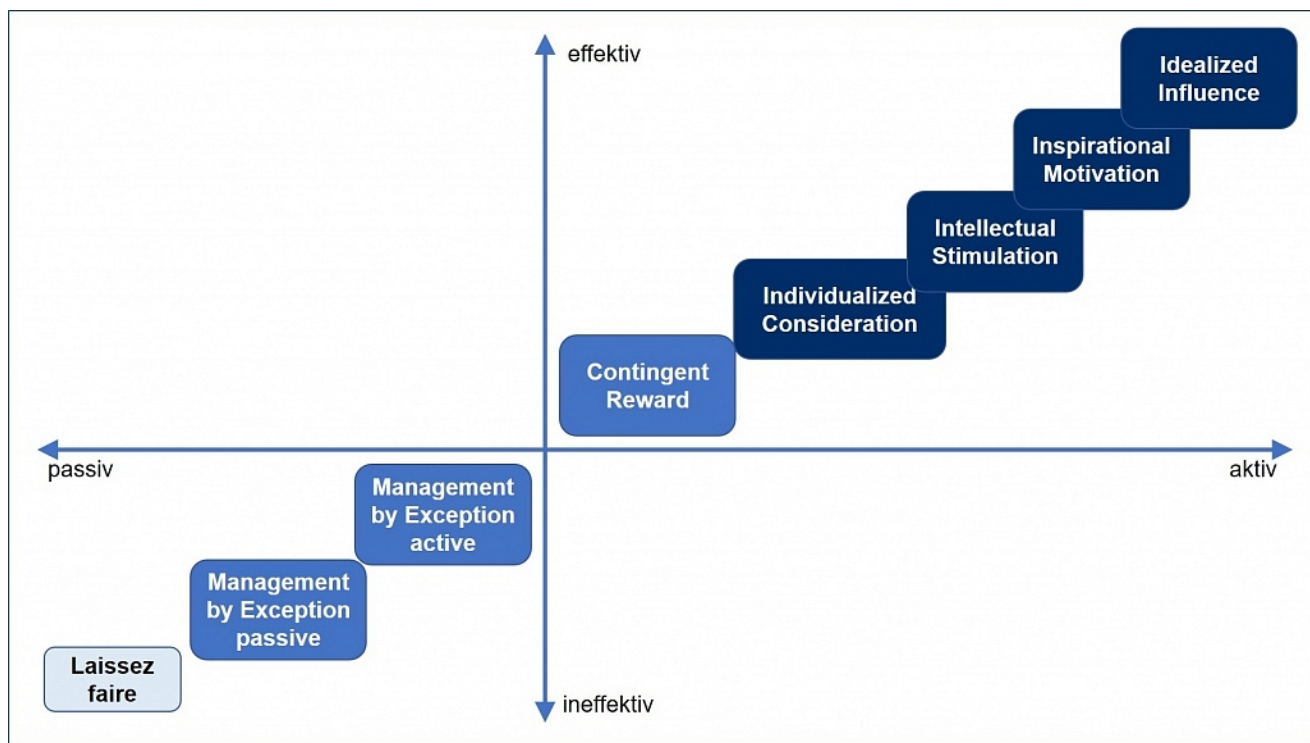 effektiv
Idealized
Influence
Inspirational
Motivation
Intellectual
Stimulation
Individualized
Consideration
Contingent
Reward
passiv
aktiv
Management
by Exception
active
Management
by Exception
passive
Laissez
faire
ineffektiv